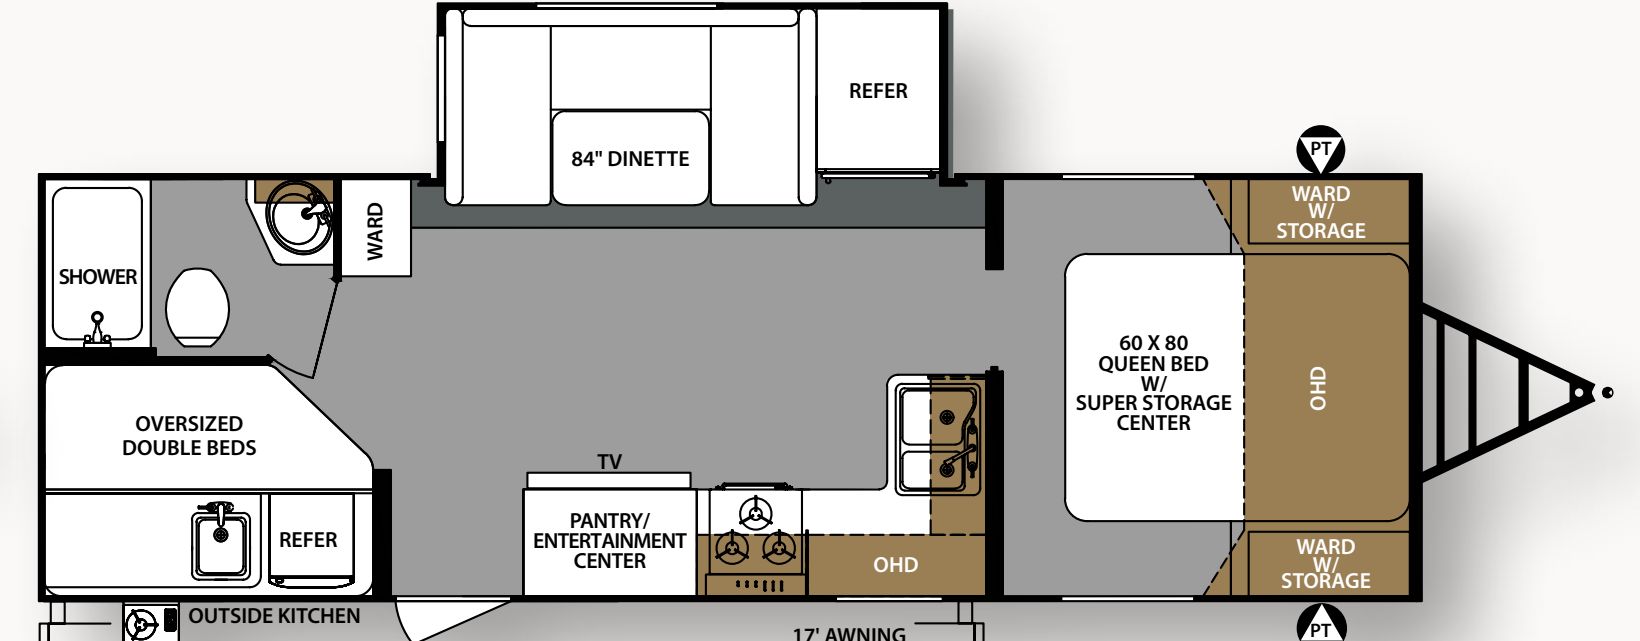 REFER
84" DINETTE
PT
WARD
W/
STORAGE
WARD
SHOWER
60 X 80
QUEEN BED
W/
SUPER STORAGE
CENTER
OHD
OVERSIZED
DOUBLE BEDS
TV
PANTRY/
ENTERTAINMENT
CENTER
REFER
OHD
WARD
W/
STORAGE
OUTSIDE KITCHEN
17' AWNING
PT